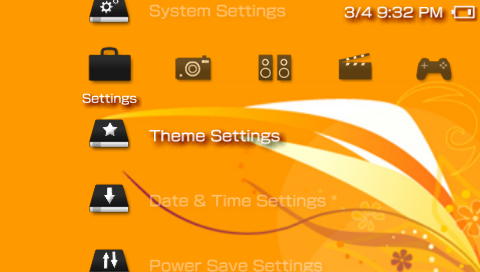 System Settings
3/4 9:32 PM
Settings
Theme Settings
Date & Time Settings
Power Save Settings